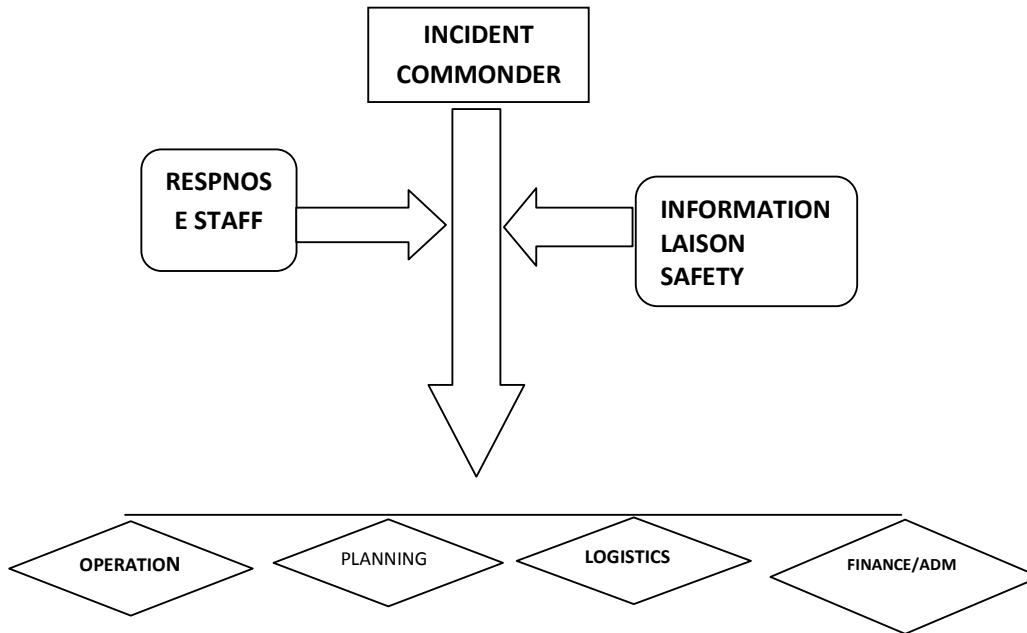 INCIDENT
COMMONDER
RESPNOS
E STAFF
INFORMATION
LAISON
SAFETY
OPERATION
PLANNING
LOGISTICS
FINANCE/ADM